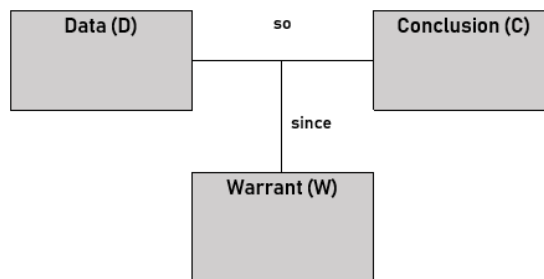 Data (D)
so
Conclusion (C)
since
Warrant (W)